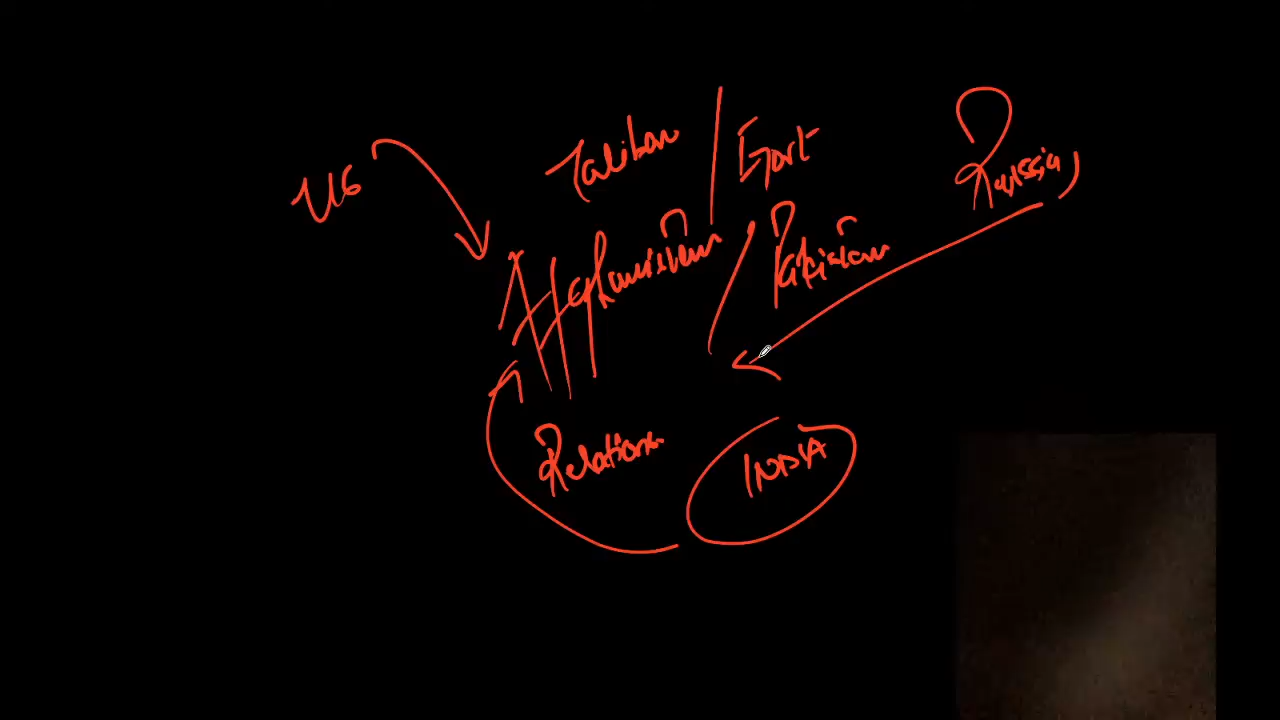 US
Taliban / Govt
Russia
Afghanistan / Pakistan
Relations
INDIA